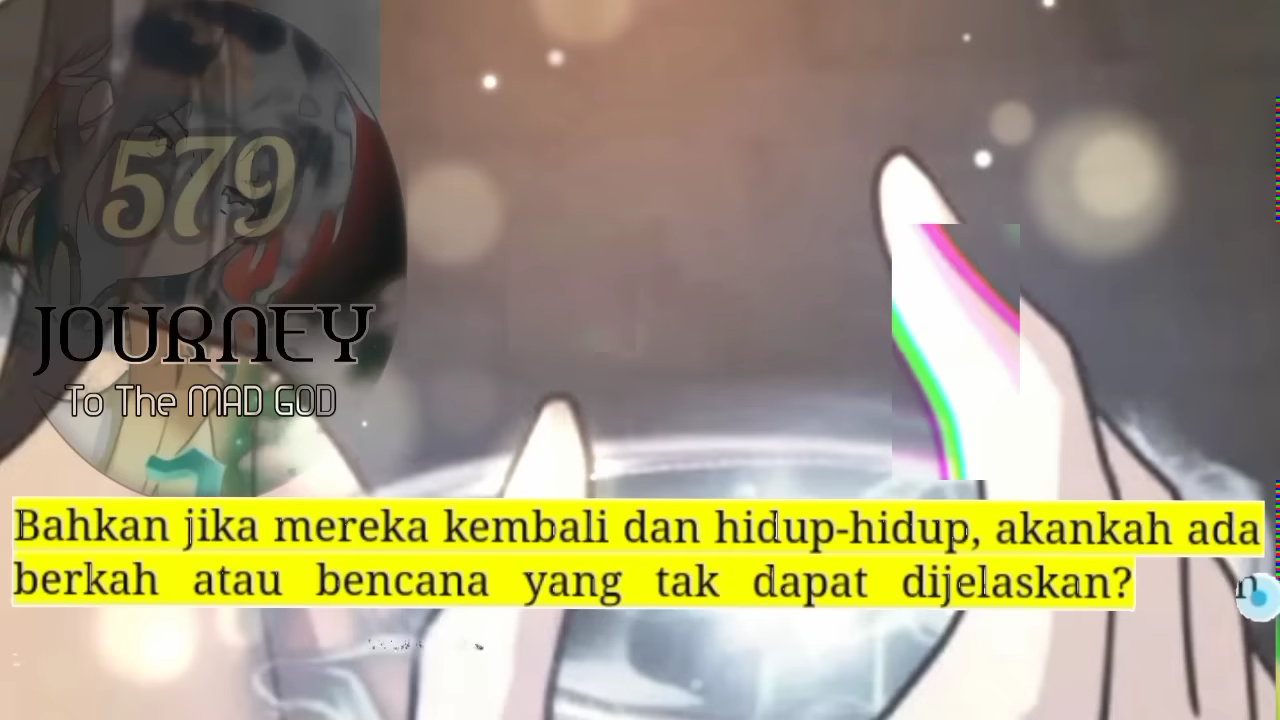 579
JOURNEY
To The MAD GOD
Bahkan jika mereka kembali dan hidup-hidup, akankah ada
berkah atau bencana yang tak dapat dijelaskan?